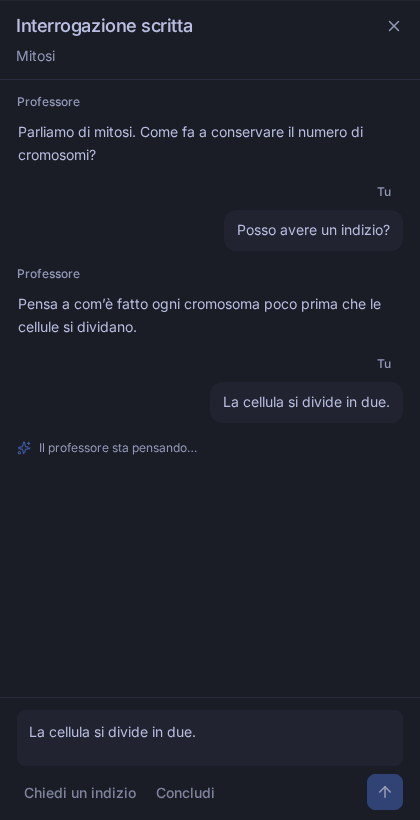 Interrogazione scritta
Mitosi
Professore
Parliamo di mitosi. Come fa a conservare il numero di
cromosomi?
Tu
Posso avere un indizio?
Professore
Pensa a com’è fatto ogni cromosoma poco prima che le
cellule si dividano.
Tu
La cellula si divide in due.
Il professore sta pensando...
La cellula si divide in due.
Chiedi un indizio
Concludi